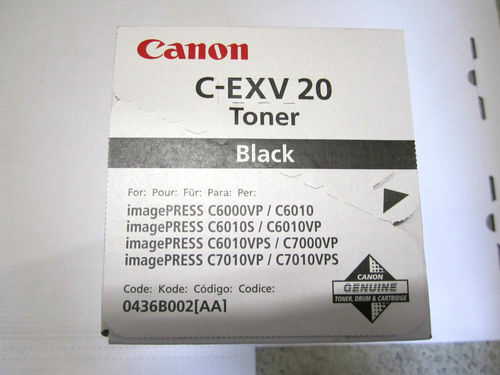 Canon
C-EXV 20
Toner
Black
For: Pour: Für: Para: Per:
imagePRESS C6000VP / C6010
imagePRESS C6010S / C6010VP
imagePRESS C6010VPS / C7000VP
imagePRESS C7010VP / C7010VPS
Code: Kode: Código: Codice:
0436B002[AA]
CANON
GENUINE
TONER, DRUM & CARTRIDGE